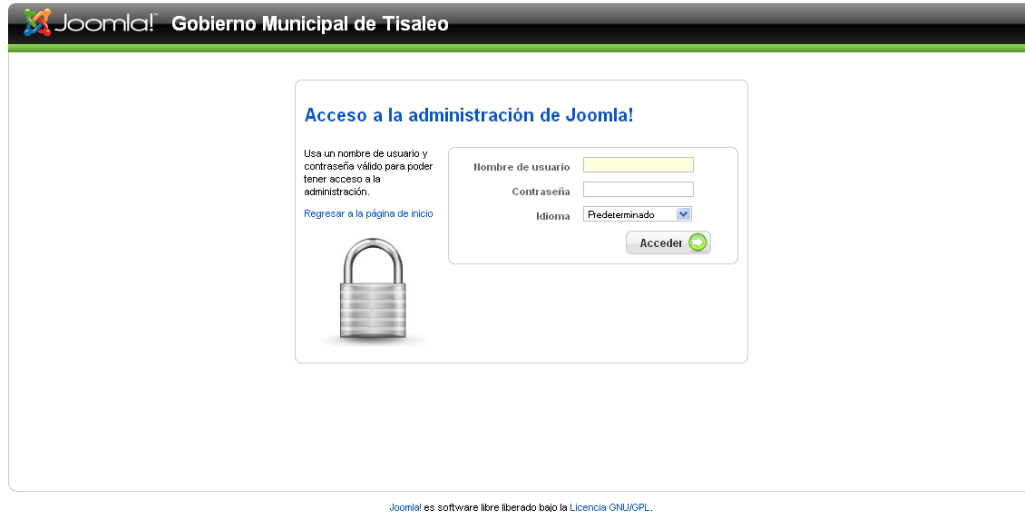 Joomla! Gobierno Municipal de Tisaleo
Acceso a la administración de Joomla!
Usa un nombre de usuario y
contraseña válido para poder
tener acceso a la
administración.
Regresar a la página de inicio
Nombre de usuario
Contraseña
Idioma Predeterminado
Acceder
Joomla! es software libre liberado bajo la Licencia GNU/GPL.